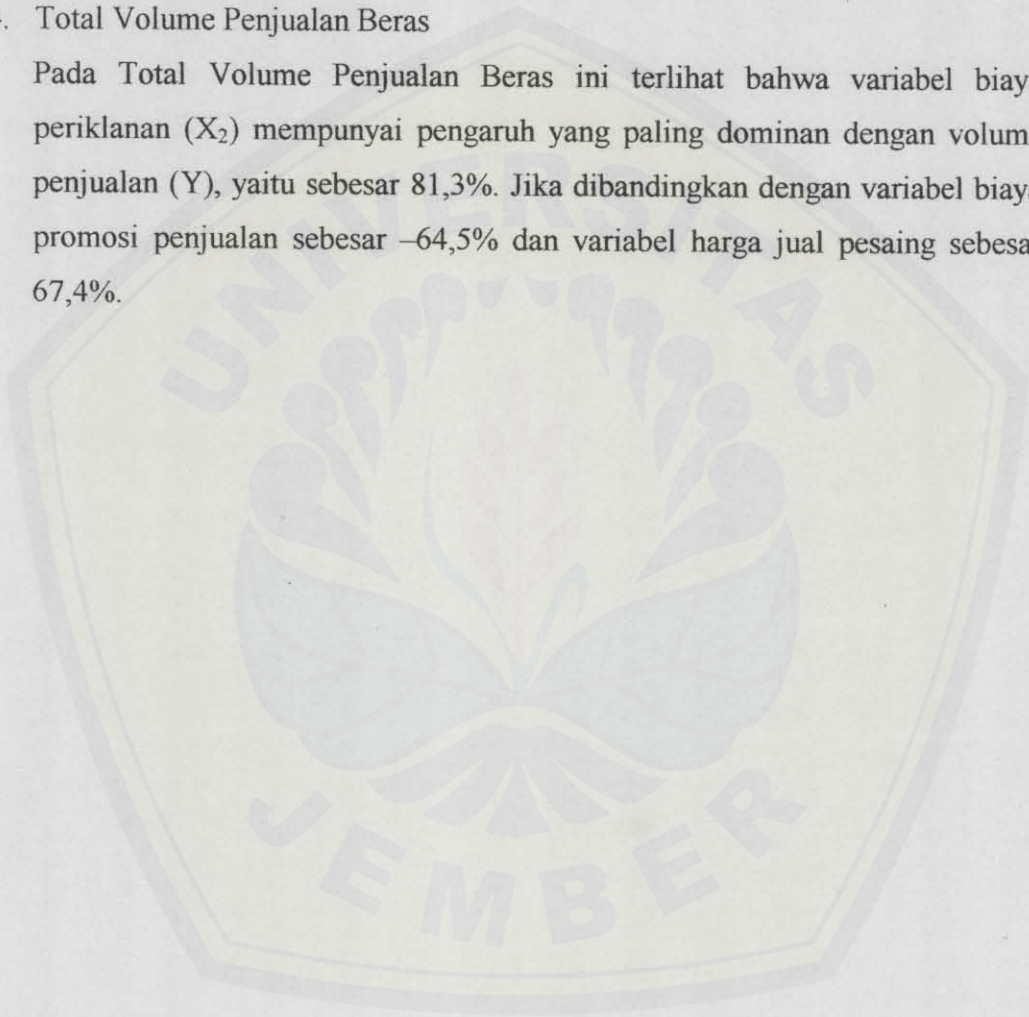 . Total Volume Penjualan Beras
Pada Total Volume Penjualan Beras ini terlihat bahwa variabel biay
periklanan (X₂) mempunyai pengaruh yang paling dominan dengan volum
penjualan (Y), yaitu sebesar 81,3%. Jika dibandingkan dengan variabel biay
promosi penjualan sebesar –64,5% dan variabel harga jual pesaing sebesa
67,4%.
UNIVERSITAS
JEMBER